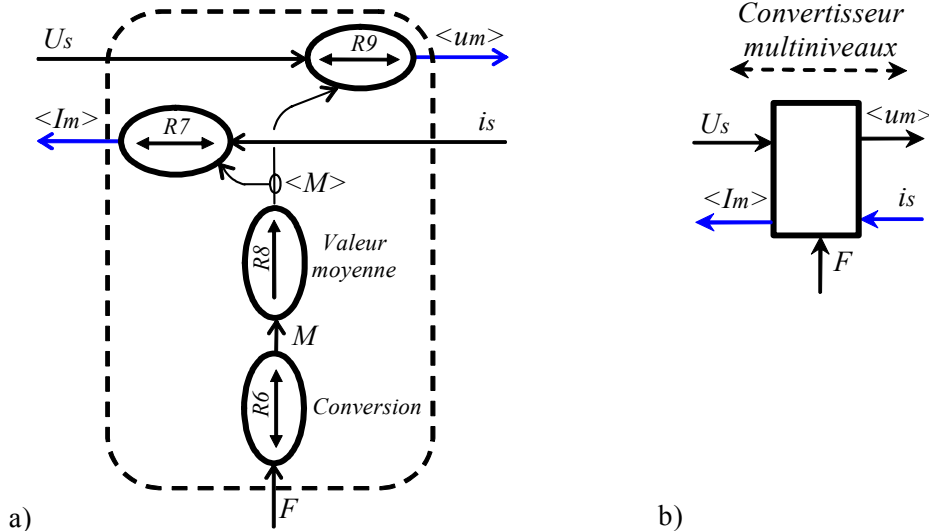 Us
R9
<um>
<Im>
R7
is
<M>
R8
Valeur
moyenne
M
R6
Conversion
F
a)
Convertisseur
multiniveaux
Us
<um>
<Im>
is
F
b)